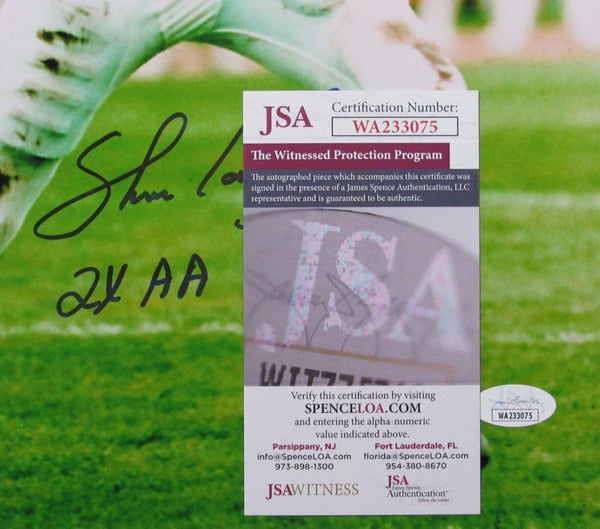 JSA
Certification Number:
WA233075
The Witnessed Protection Program
The autographed piece which accompanies this certificate was
signed in the presence of a James Spence Authentication, LLC
representative and is guaranteed to be authentic.
JSA
Verify this certification by visiting
SPENCELOA.COM
and entering the alpha-numeric
value indicated above.
Parsippany, NJ
info@SpenceLOA.com
973-898-1300
Fort Lauderdale, FL
florida@SpenceLOA.com
954-380-8670
JSAWITNESS
JSA
James Spence
Authentication
Follow the leader
2X AA
WA233075